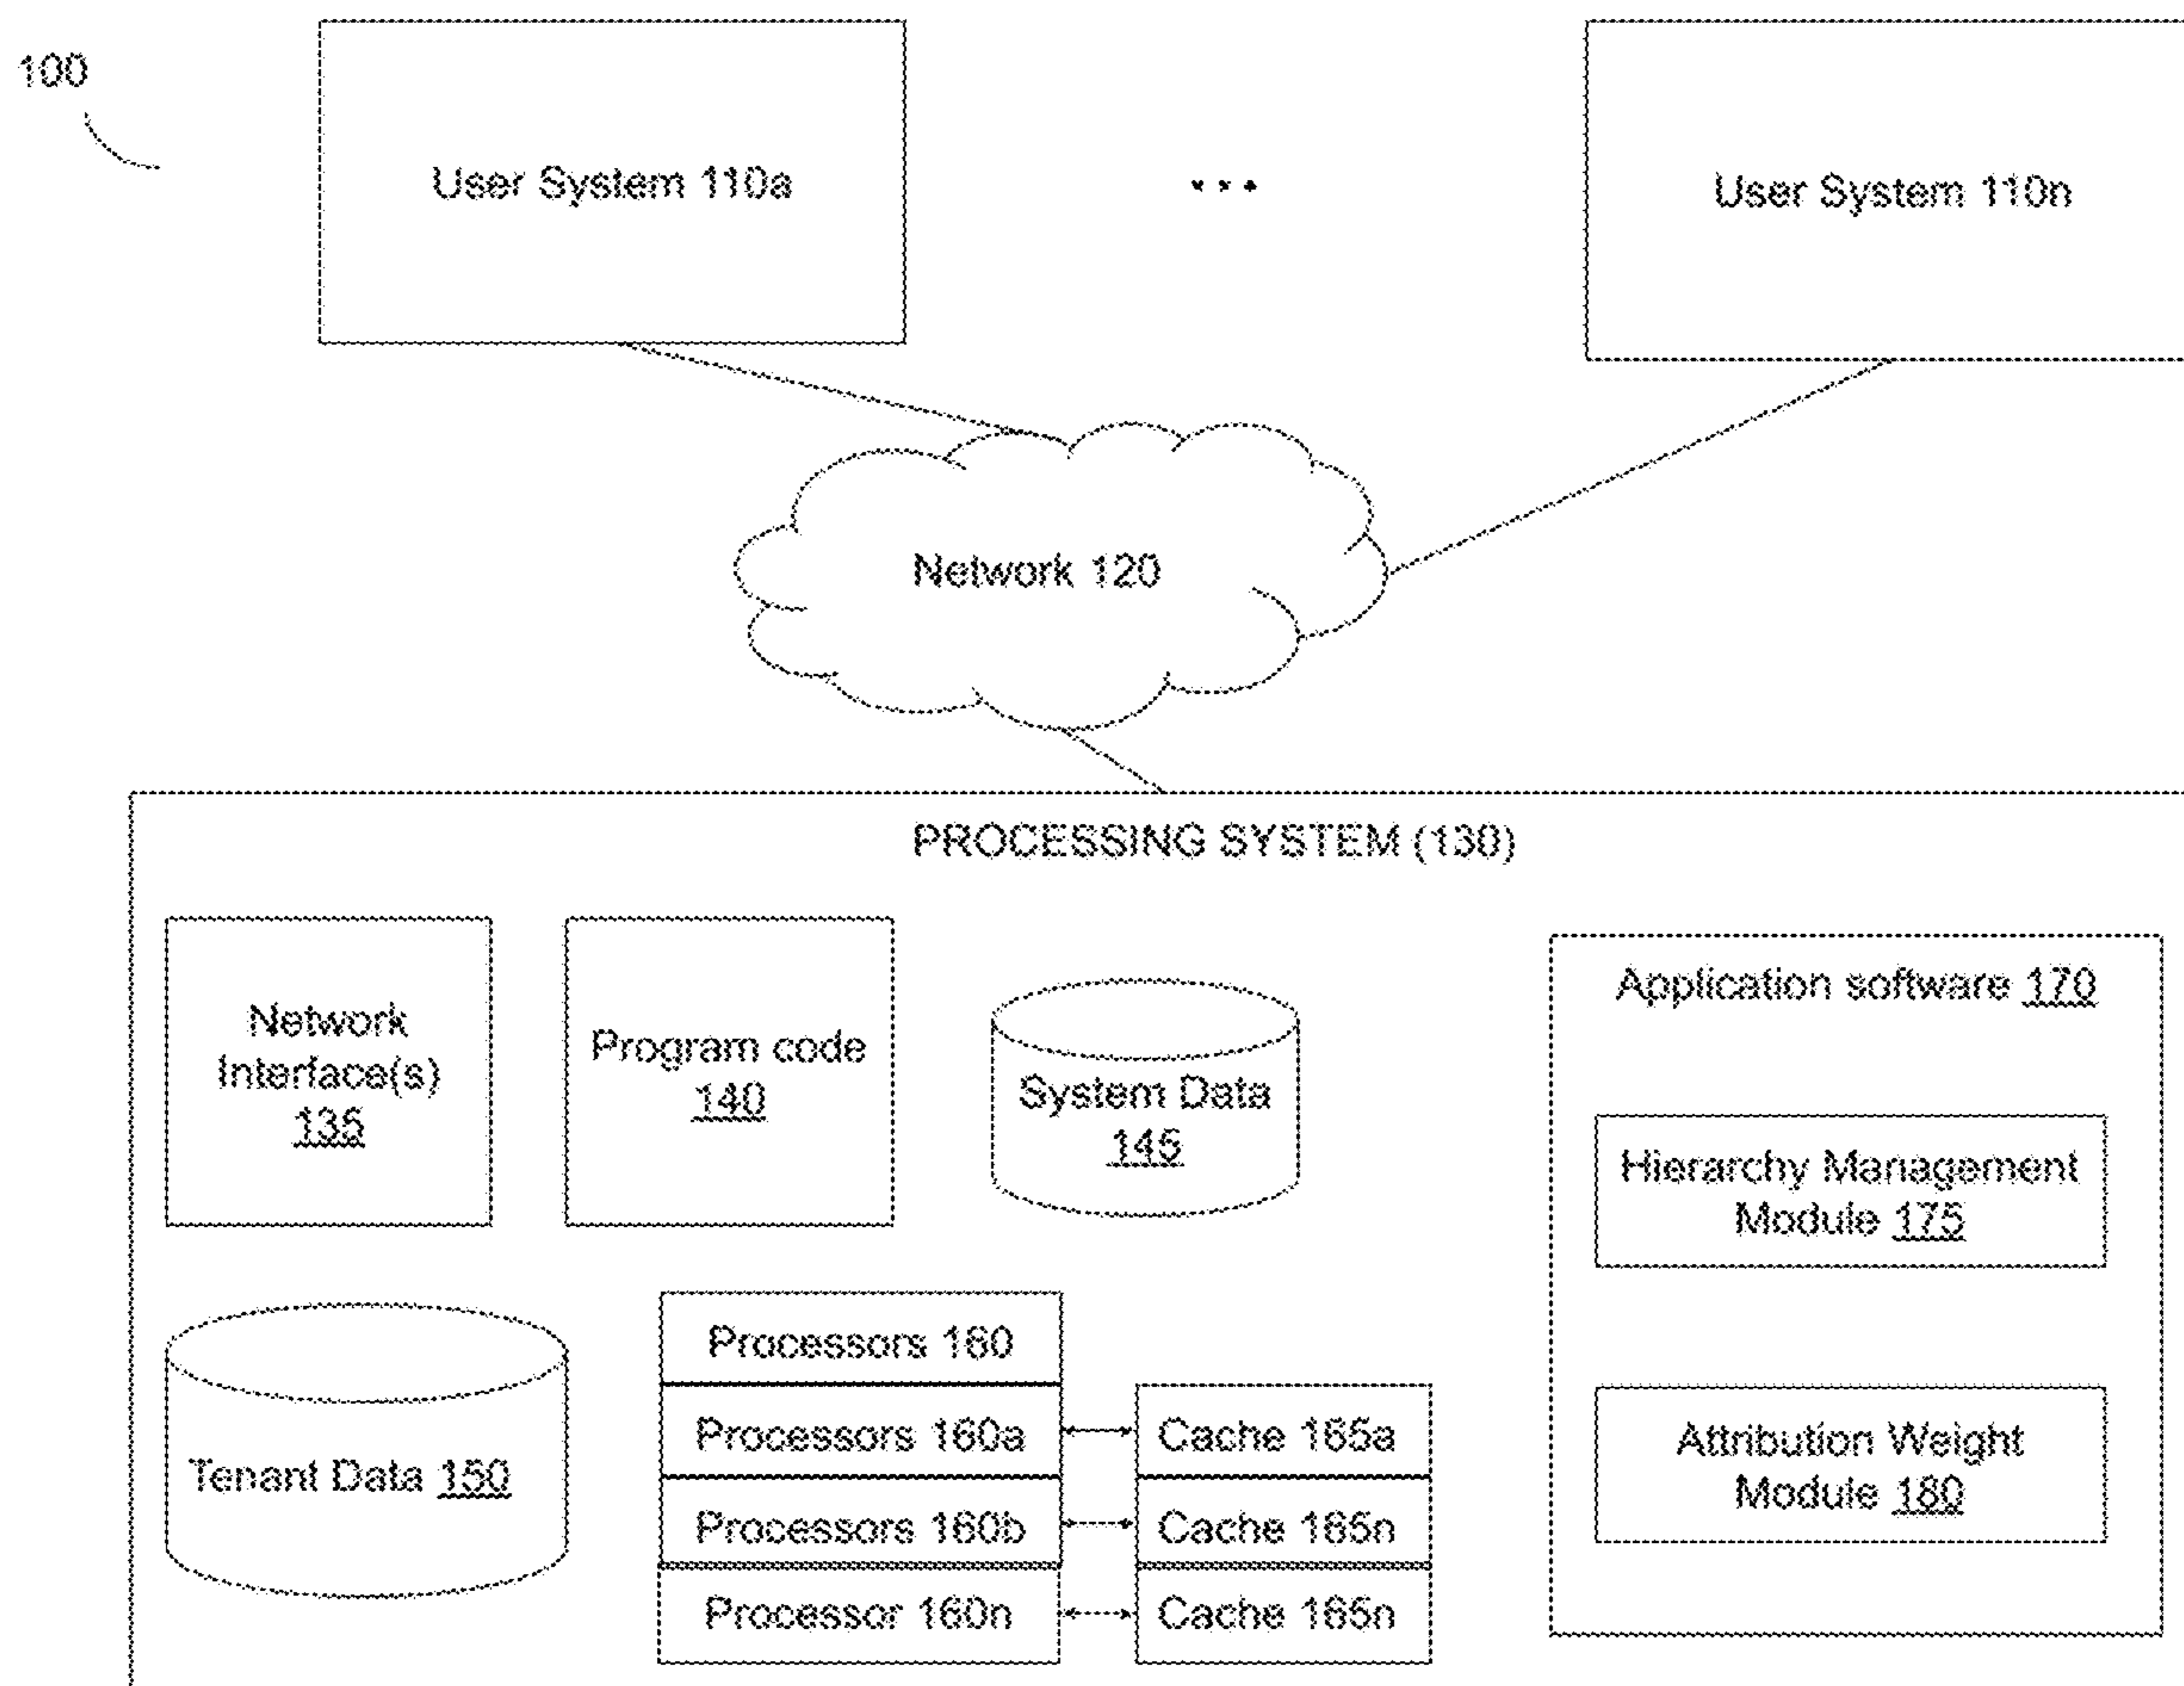 100
User System 110a
...
User System 110n
Network 120
PROCESSING SYSTEM (130)
Network
Interface(s)
135
Program code
140
System Data
145
Application software 170
Hierarchy Management
Module 175
Tenant Data 150
Processors 160
Processors 160a
Cache 165a
Processors 160b
Cache 165n
Processor 160n
Cache 165n
Attribution Weight
Module 180